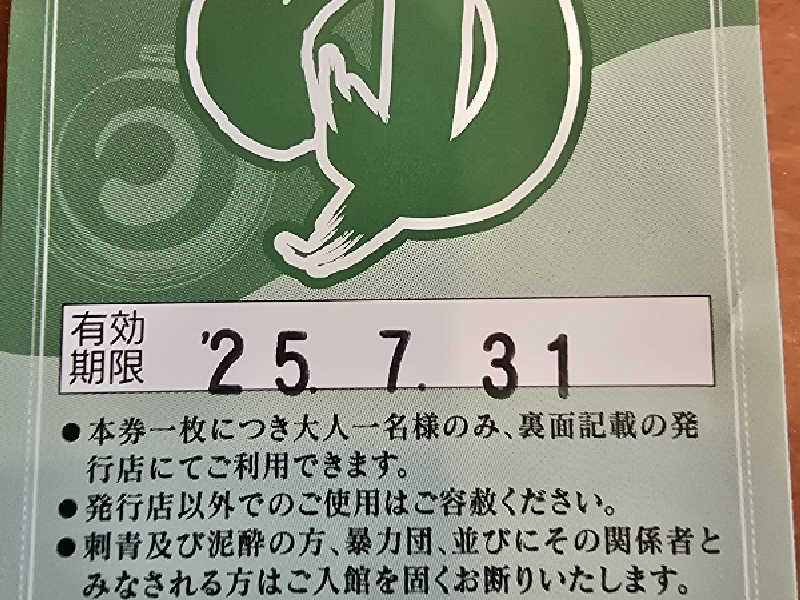 有効
期限
'25. 7. 31
●本券一枚につき大人一名様のみ、裏面記載の発
行店にてご利用できます。
●発行店以外でのご使用はご容赦ください。
●刺青及び泥酔の方、暴力団、並びにその関係者と
みなされる方はご入館を固くお断りいたします。